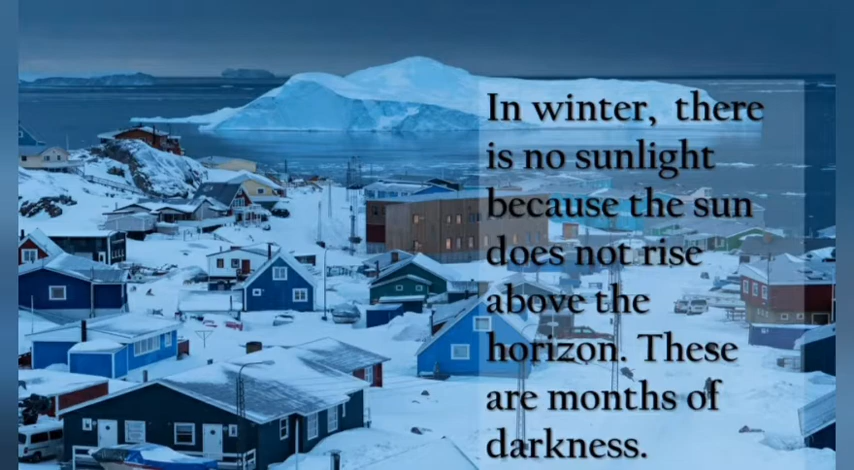 In winter, there
is no sunlight
because the sun
does not rise
above the
horizon. These
are months of
darkness.